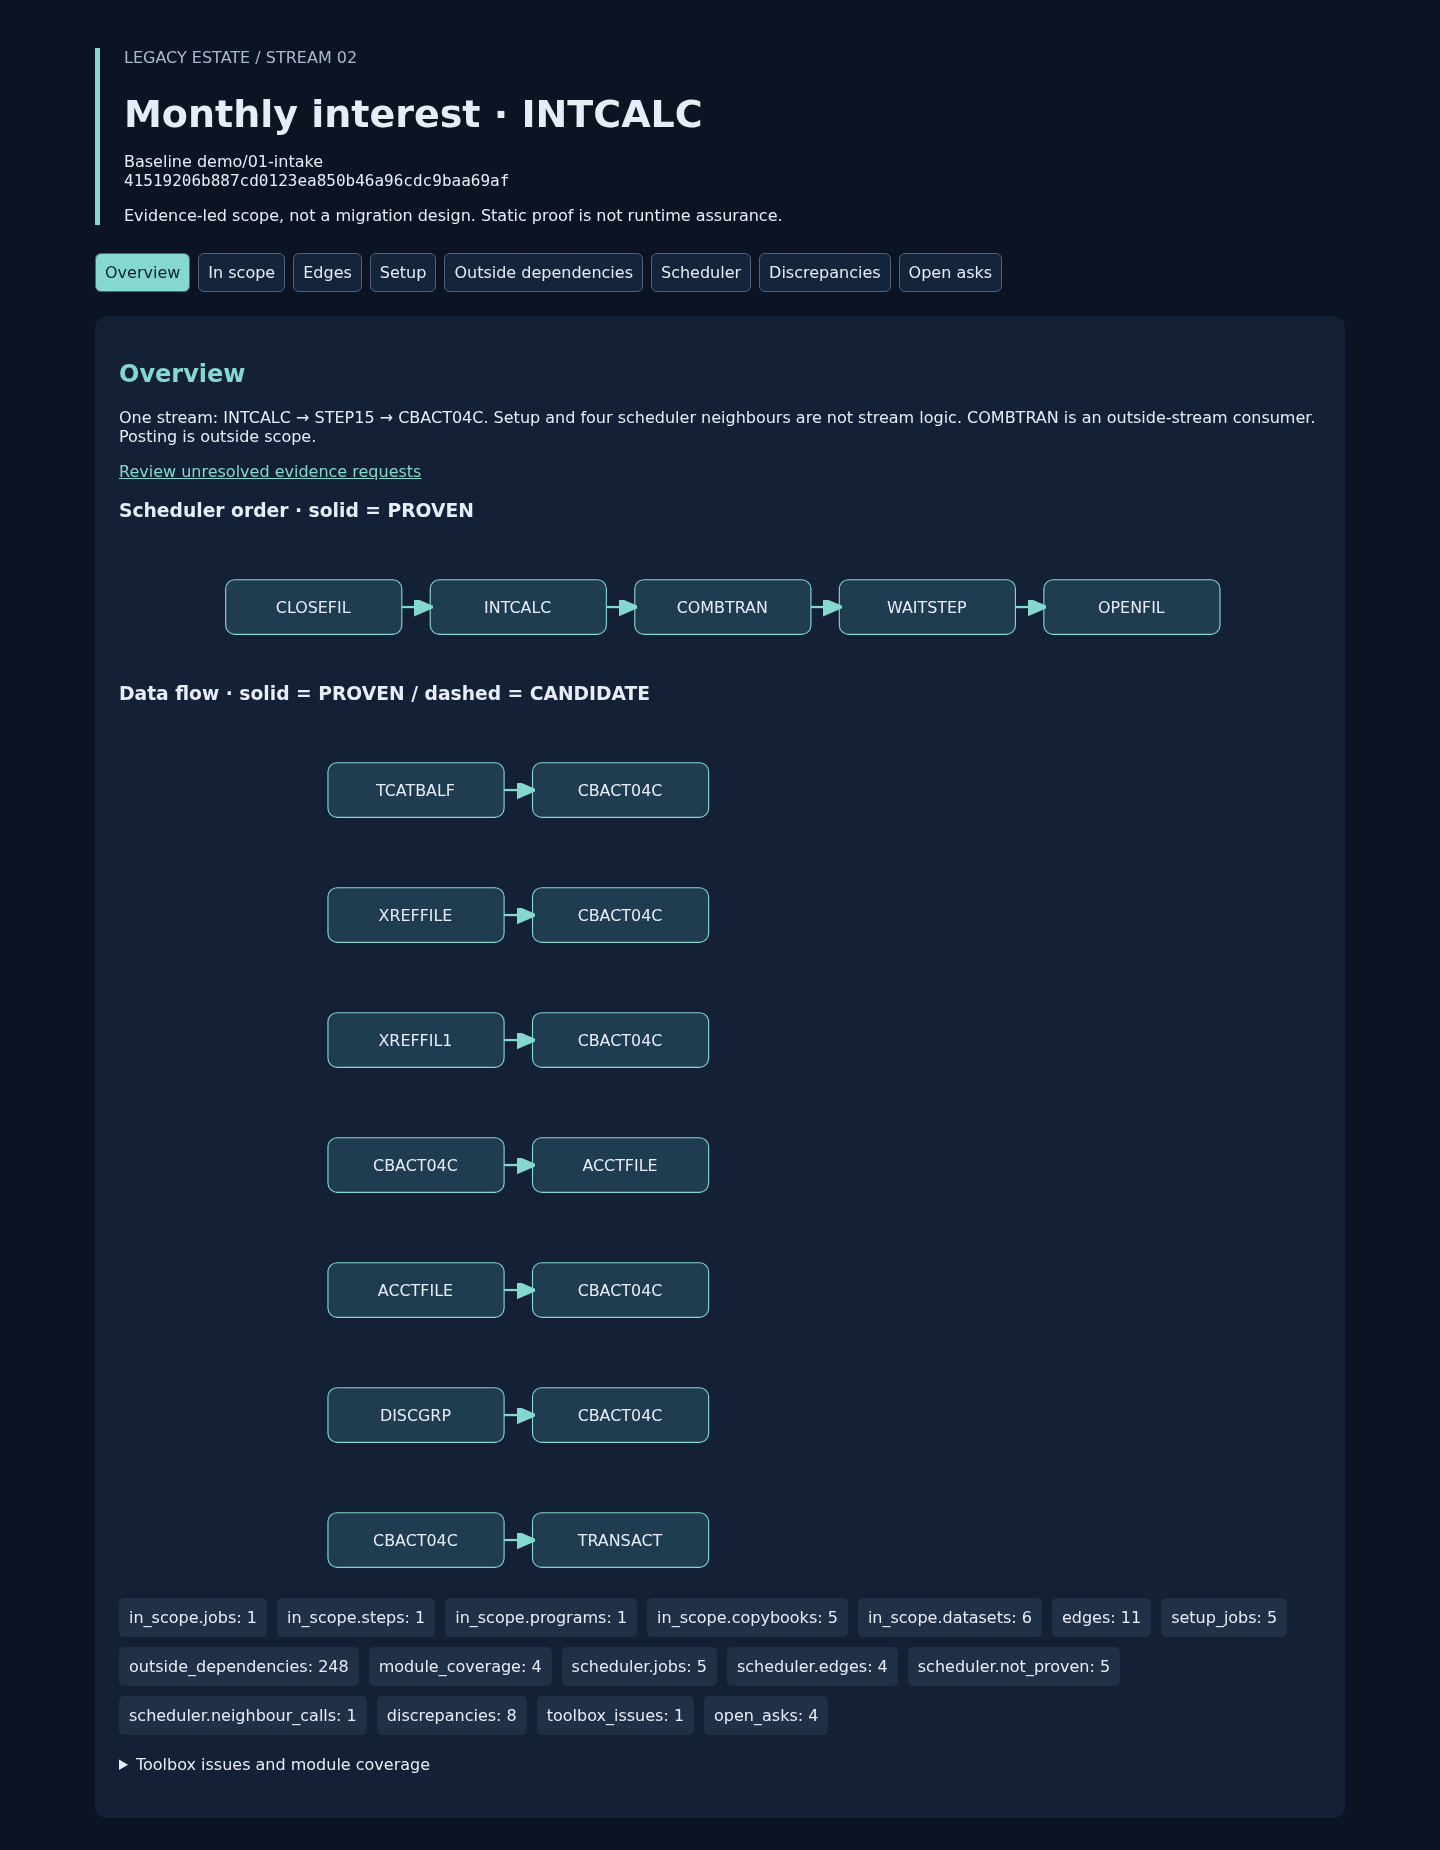 LEGACY ESTATE / STREAM 02
Monthly interest · INTCALC
Baseline demo/01-intake
41519206b887cd0123ea850b46a96cdc9baa69af
Evidence-led scope, not a migration design. Static proof is not runtime assurance.
Overview
In scope
Edges
Setup
Outside dependencies
Scheduler
Discrepancies
Open asks
Overview
One stream: INTCALC → STEP15 → CBACT04C. Setup and four scheduler neighbours are not stream logic. COMBTRAN is an outside-stream consumer.
Posting is outside scope.
Review unresolved evidence requests
Scheduler order · solid = PROVEN
CLOSEFIL
INTCALC
COMBTRAN
WAITSTEP
OPENFIL
Data flow · solid = PROVEN / dashed = CANDIDATE
TCATBALF
CBACT04C
XREFFILE
CBACT04C
XREFFIL1
CBACT04C
CBACT04C
ACCTFILE
ACCTFILE
CBACT04C
DISCGRP
CBACT04C
CBACT04C
TRANSACT
in_scope.jobs: 1
in_scope.steps: 1
in_scope.programs: 1
in_scope.copybooks: 5
in_scope.datasets: 6
edges: 11
setup_jobs: 5
outside_dependencies: 248
module_coverage: 4
scheduler.jobs: 5
scheduler.edges: 4
scheduler.not_proven: 5
scheduler.neighbour_calls: 1
discrepancies: 8
toolbox_issues: 1
open_asks: 4
Toolbox issues and module coverage